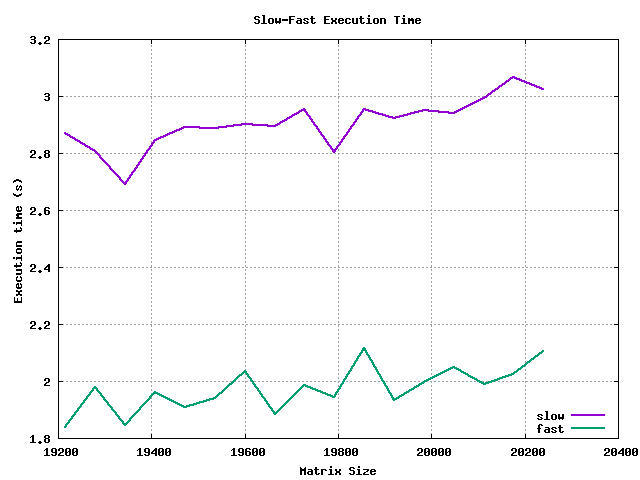 Slow-Fast Execution Time
3.2
3
2.8
2.6
2.4
2.2
2
1.8
Execution time (s)
slow
fast
19200 19400 19600 19800 20000 20200 20400
Matrix Size